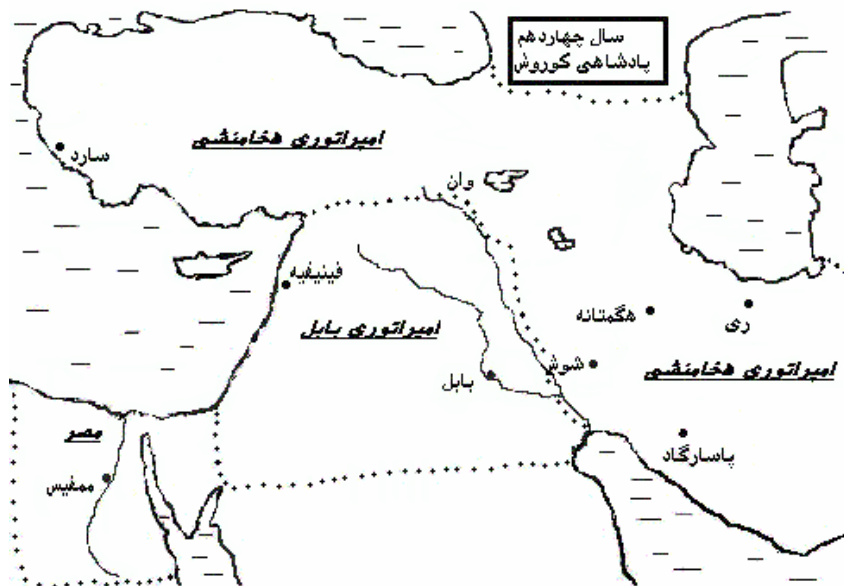 سال چهاردهم
پادشاهی کوروش
امپراتوری هخامنشی
سارد
وان
فینیفیه
هگمتانه
ری
امپراتوری بابل
شوش
بابل
امپراتوری هخامنشی
مصر
پاسارگاد
ممفیس